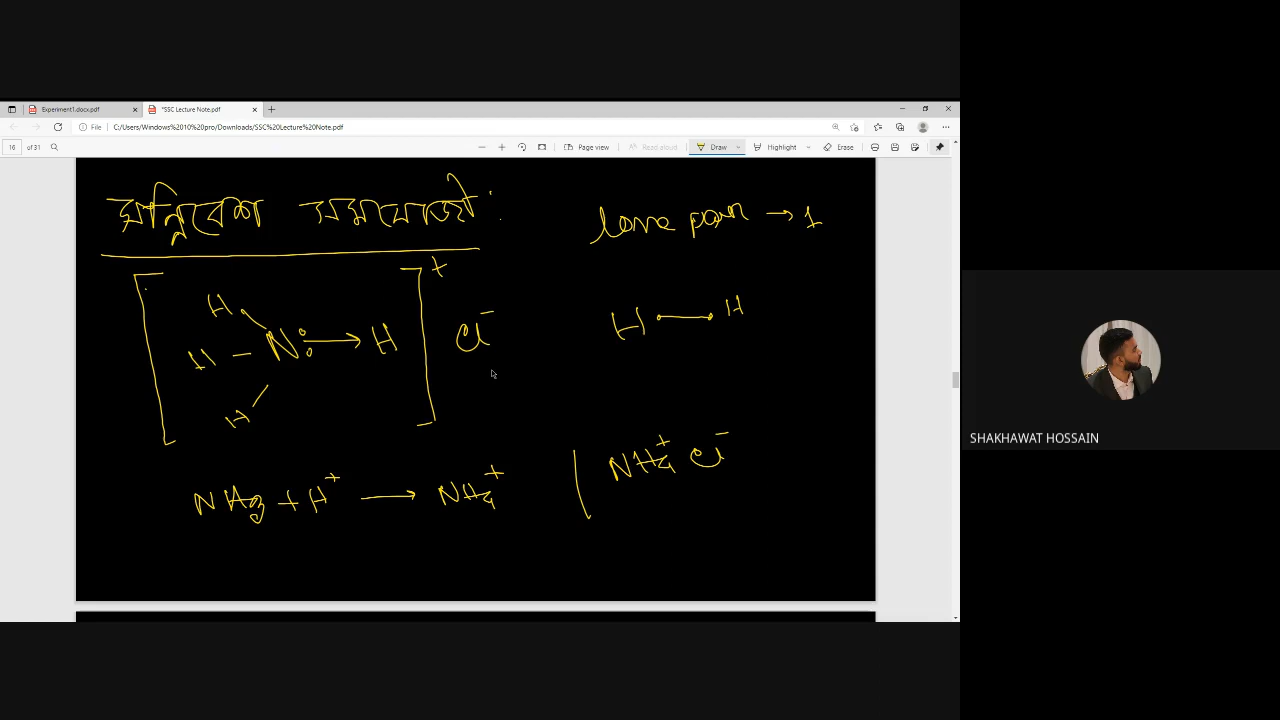 Experiment1.docx.pdf
*SSC Lecture Note.pdf
File
C:/Users/Windows%2010%20pro/Downloads/SSC%20Lecture%20Note.pdf
16 of 31
Page view
Read aloud
Draw
Highlight
Erase
সন্নিবেশ সমযোজী :
lone pair → 1
[H H – N: → H H]⁺ Cl⁻
H — H
NH₃ + H⁺ → NH₄⁺
NH₄⁺ Cl⁻
SHAKHAWAT HOSSAIN